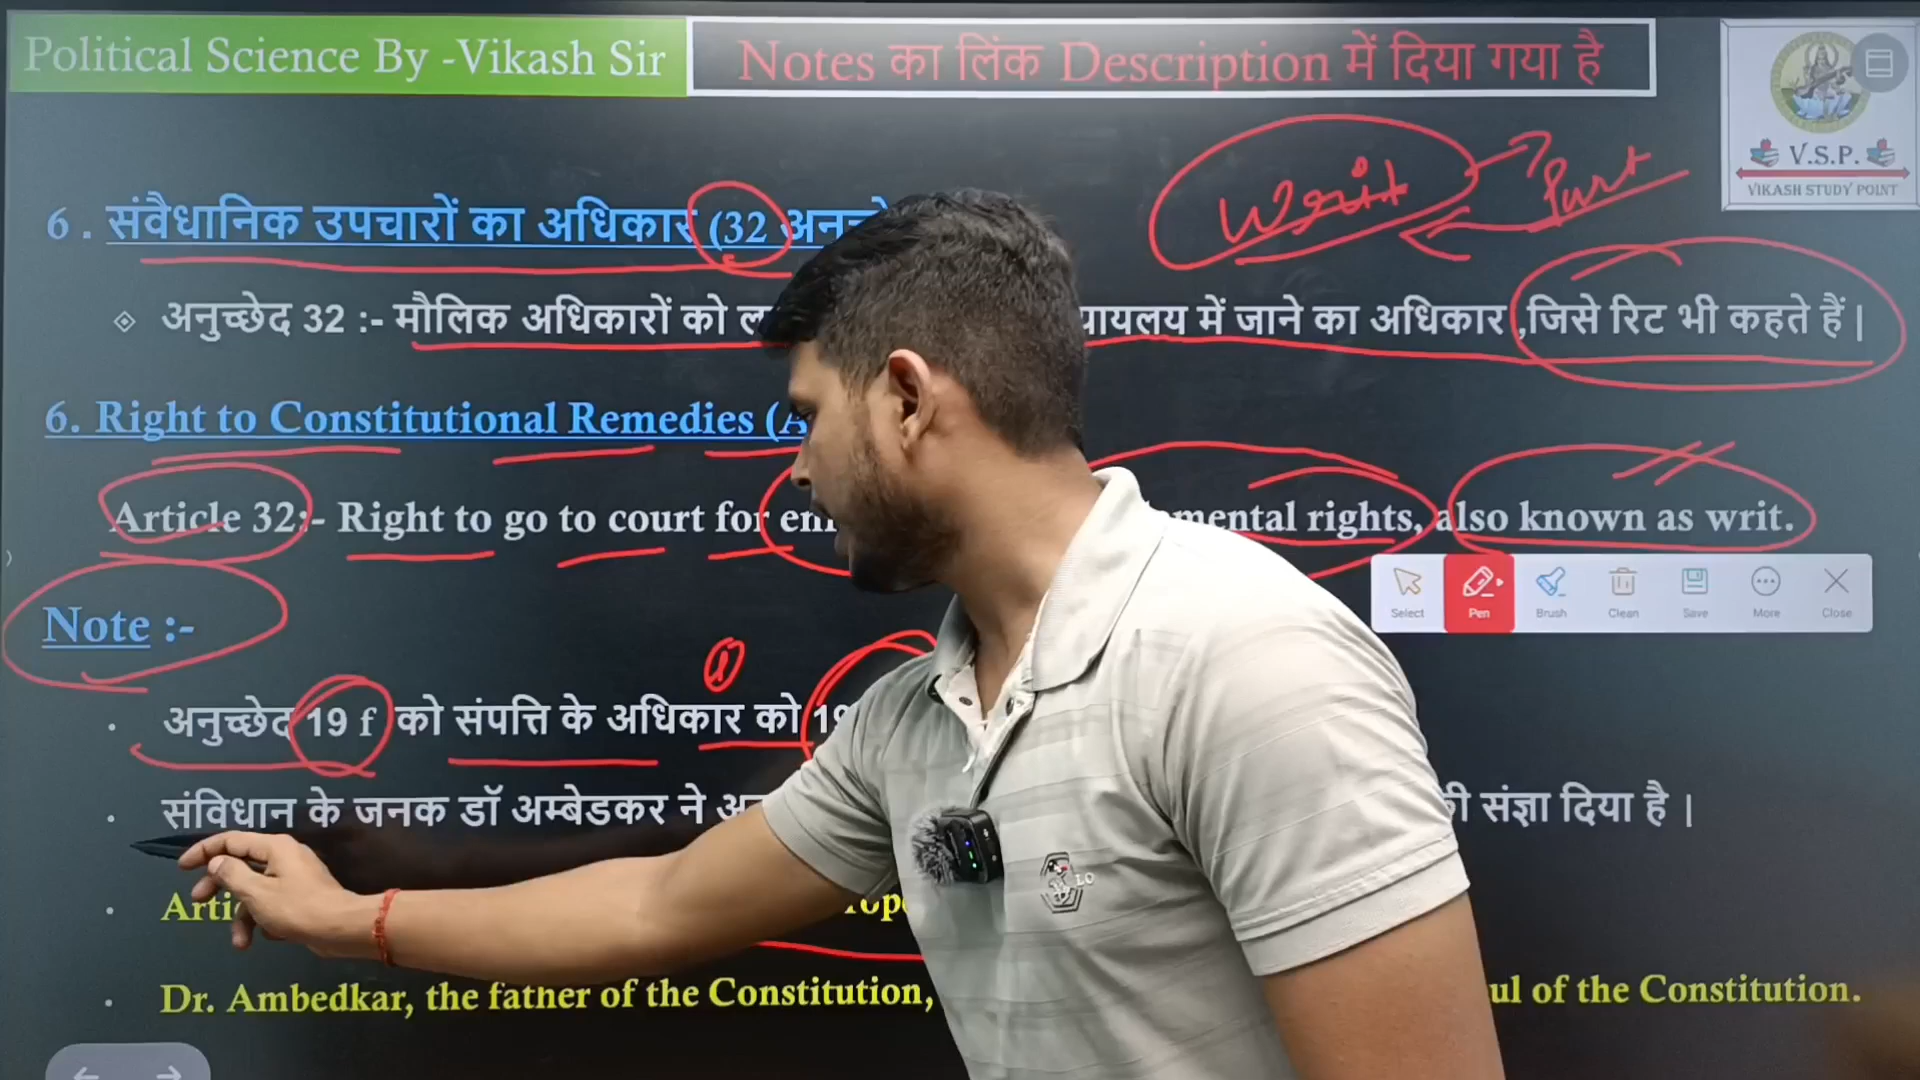 Political Science By -Vikash Sir
Notes का लिंक Description में दिया गया है
V.S.P.
VIKASH STUDY POINT
Writ
Part
6 . संवैधानिक उपचारों का अधिकार (32
अनुच्छेद 32 :- मौलिक अधिकारों को में जाने का अधिकार ,जिसे रिट भी कहते हैं |
6. Right to Constitutional Remedies
Article 32:- Right to go to court for rights, also known as writ.
Select Pen Brush Clean Save More Close
Note :-
अनुच्छेद 19 f को संपत्ति के अधिकार को
संविधान के जनक डॉ अम्बेडकर ने संज्ञा दिया है |
Dr. Ambedkar, the father of the Constitution, of the Constitution.